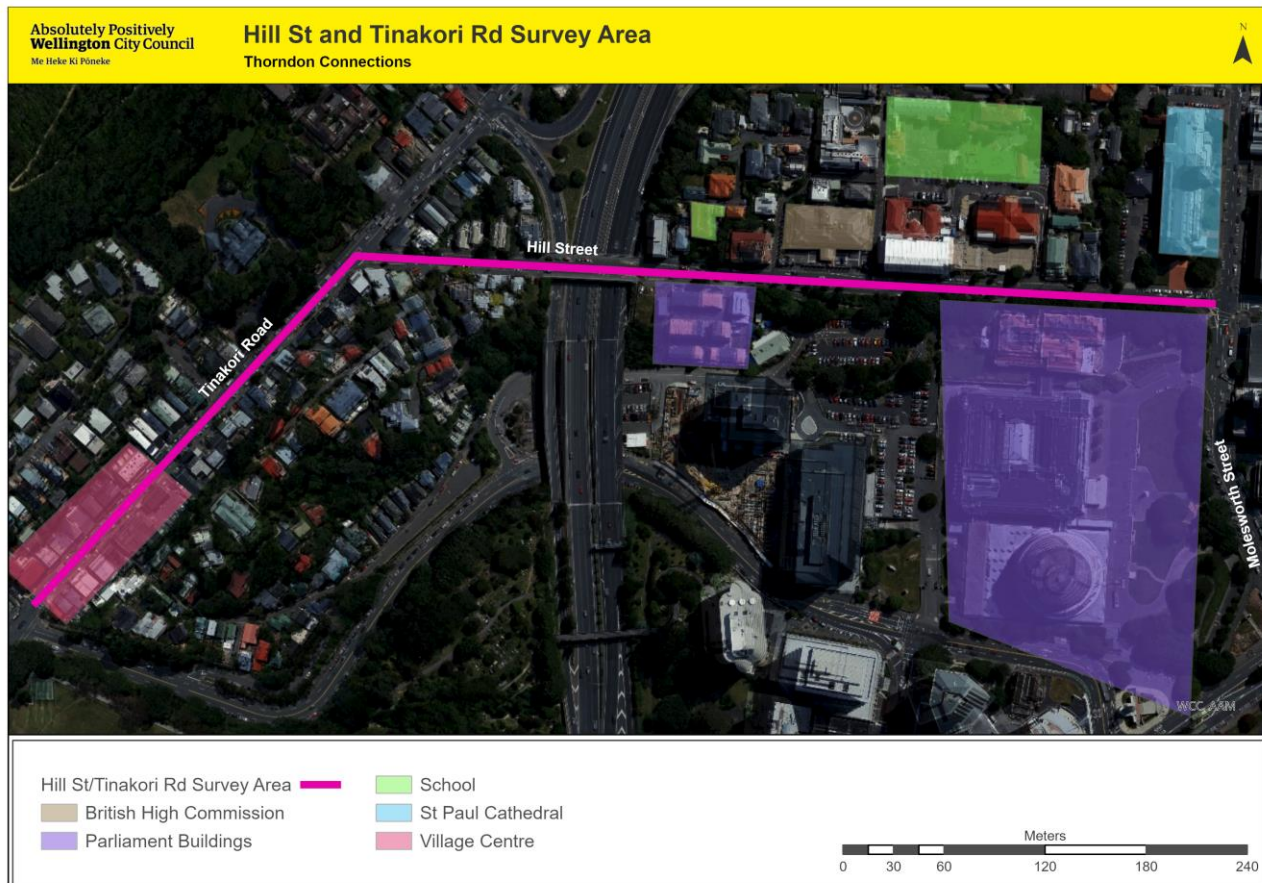 Absolutely Positively
Wellington City Council
Me Heke Ki Pōneke
Hill St and Tinakori Rd Survey Area
Thorndon Connections
N
Hill Street
Tinakori Road
Molesworth Street
WCC AAM
Hill St/Tinakori Rd Survey Area
British High Commission
Parliament Buildings
School
St Paul Cathedral
Village Centre
Meters
0 30 60 120 180 240